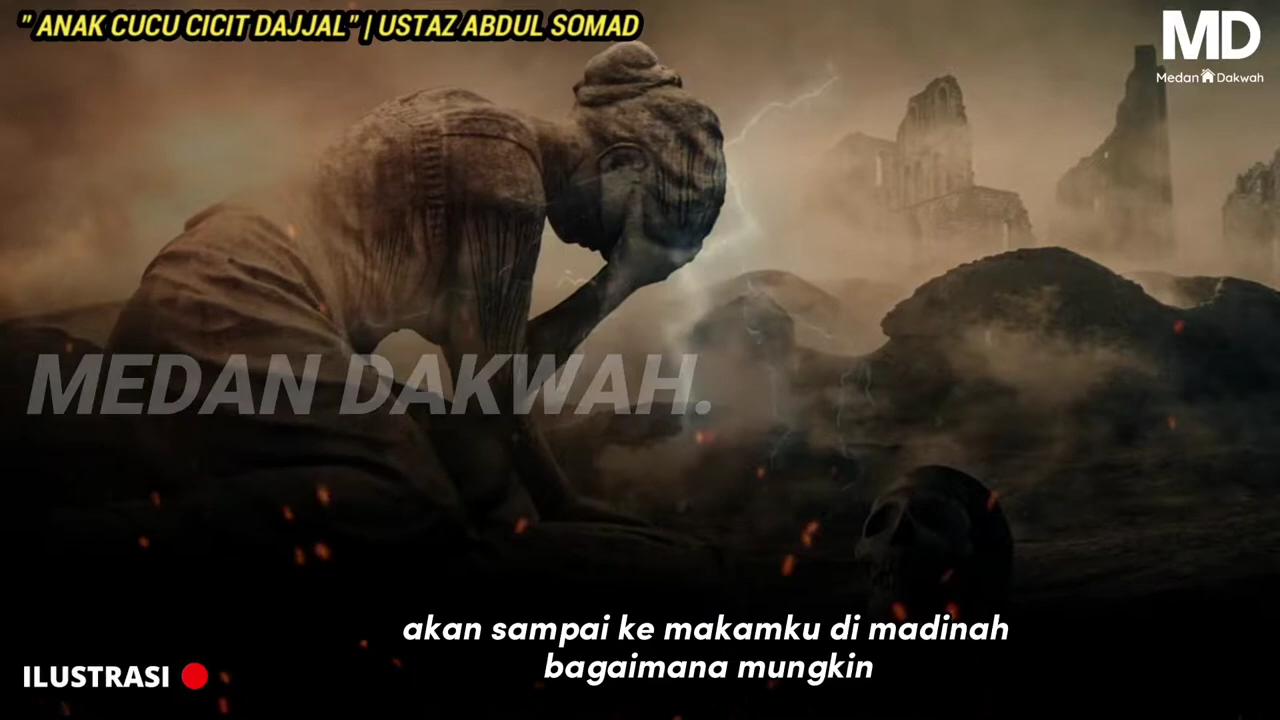 " ANAK CUCU CICIT DAJJAL" | USTAZ ABDUL SOMAD
MD
Medan Dakwah
MEDAN DAKWAH.
akan sampai ke makamku di madinah
bagaimana mungkin
ILUSTRASI